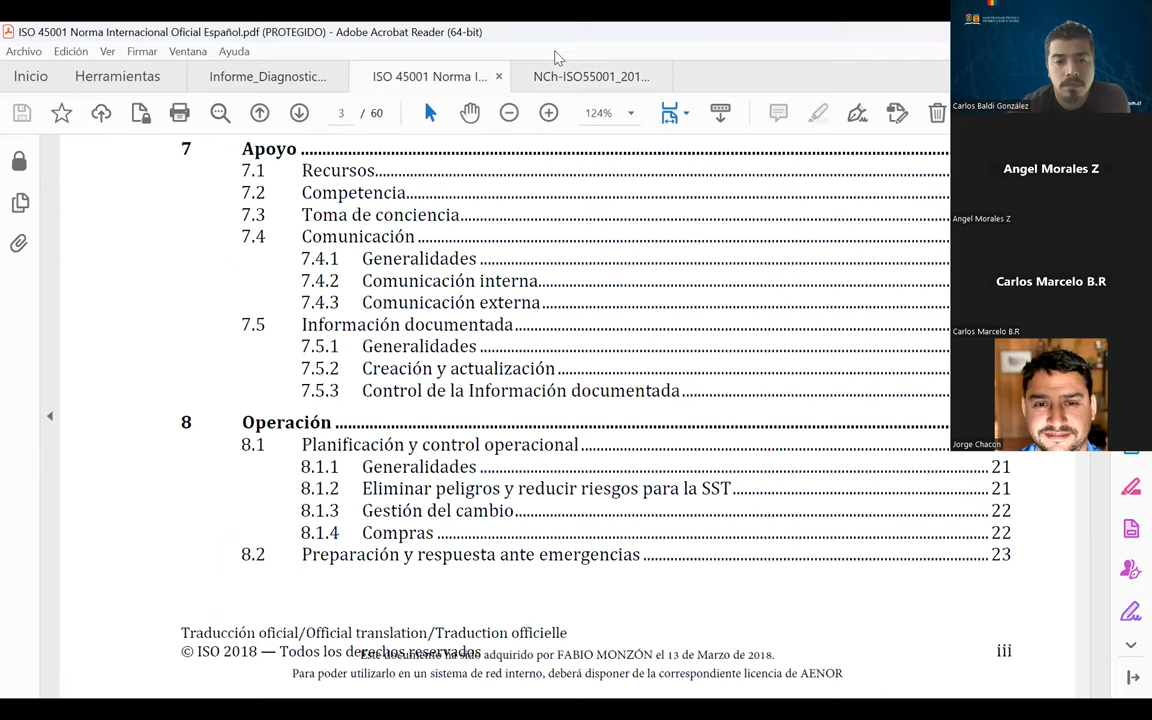 ISO 45001 Norma Internacional Oficial Español.pdf (PROTEGIDO) - Adobe Acrobat Reader (64-bit)
Archivo Edición Ver Firmar Ventana Ayuda
Inicio Herramientas Informe_Diagnostic... ISO 45001 Norma I... × NCh-ISO55001_201...
3 / 60 124%
7 Apoyo
7.1 Recursos
7.2 Competencia
7.3 Toma de conciencia
7.4 Comunicación
7.4.1 Generalidades
7.4.2 Comunicación interna
7.4.3 Comunicación externa
7.5 Información documentada
7.5.1 Generalidades
7.5.2 Creación y actualización
7.5.3 Control de la Información documentada
8 Operación
8.1 Planificación y control operacional
8.1.1 Generalidades 21
8.1.2 Eliminar peligros y reducir riesgos para la SST 21
8.1.3 Gestión del cambio 22
8.1.4 Compras 22
8.2 Preparación y respuesta ante emergencias 23
Traducción oficial/Official translation/Traduction officielle
© ISO 2018 — Todos los derechos reservados iii
Este documento ha sido adquirido por FABIO MONZÓN el 13 de Marzo de 2018.
Para poder utilizarlo en un sistema de red interno, deberá disponer de la correspondiente licencia de AENOR
Carlos Baldi González
Angel Morales Z
Angel Morales Z
Carlos Marcelo B.R
Carlos Marcelo B.R
Jorge Chacon